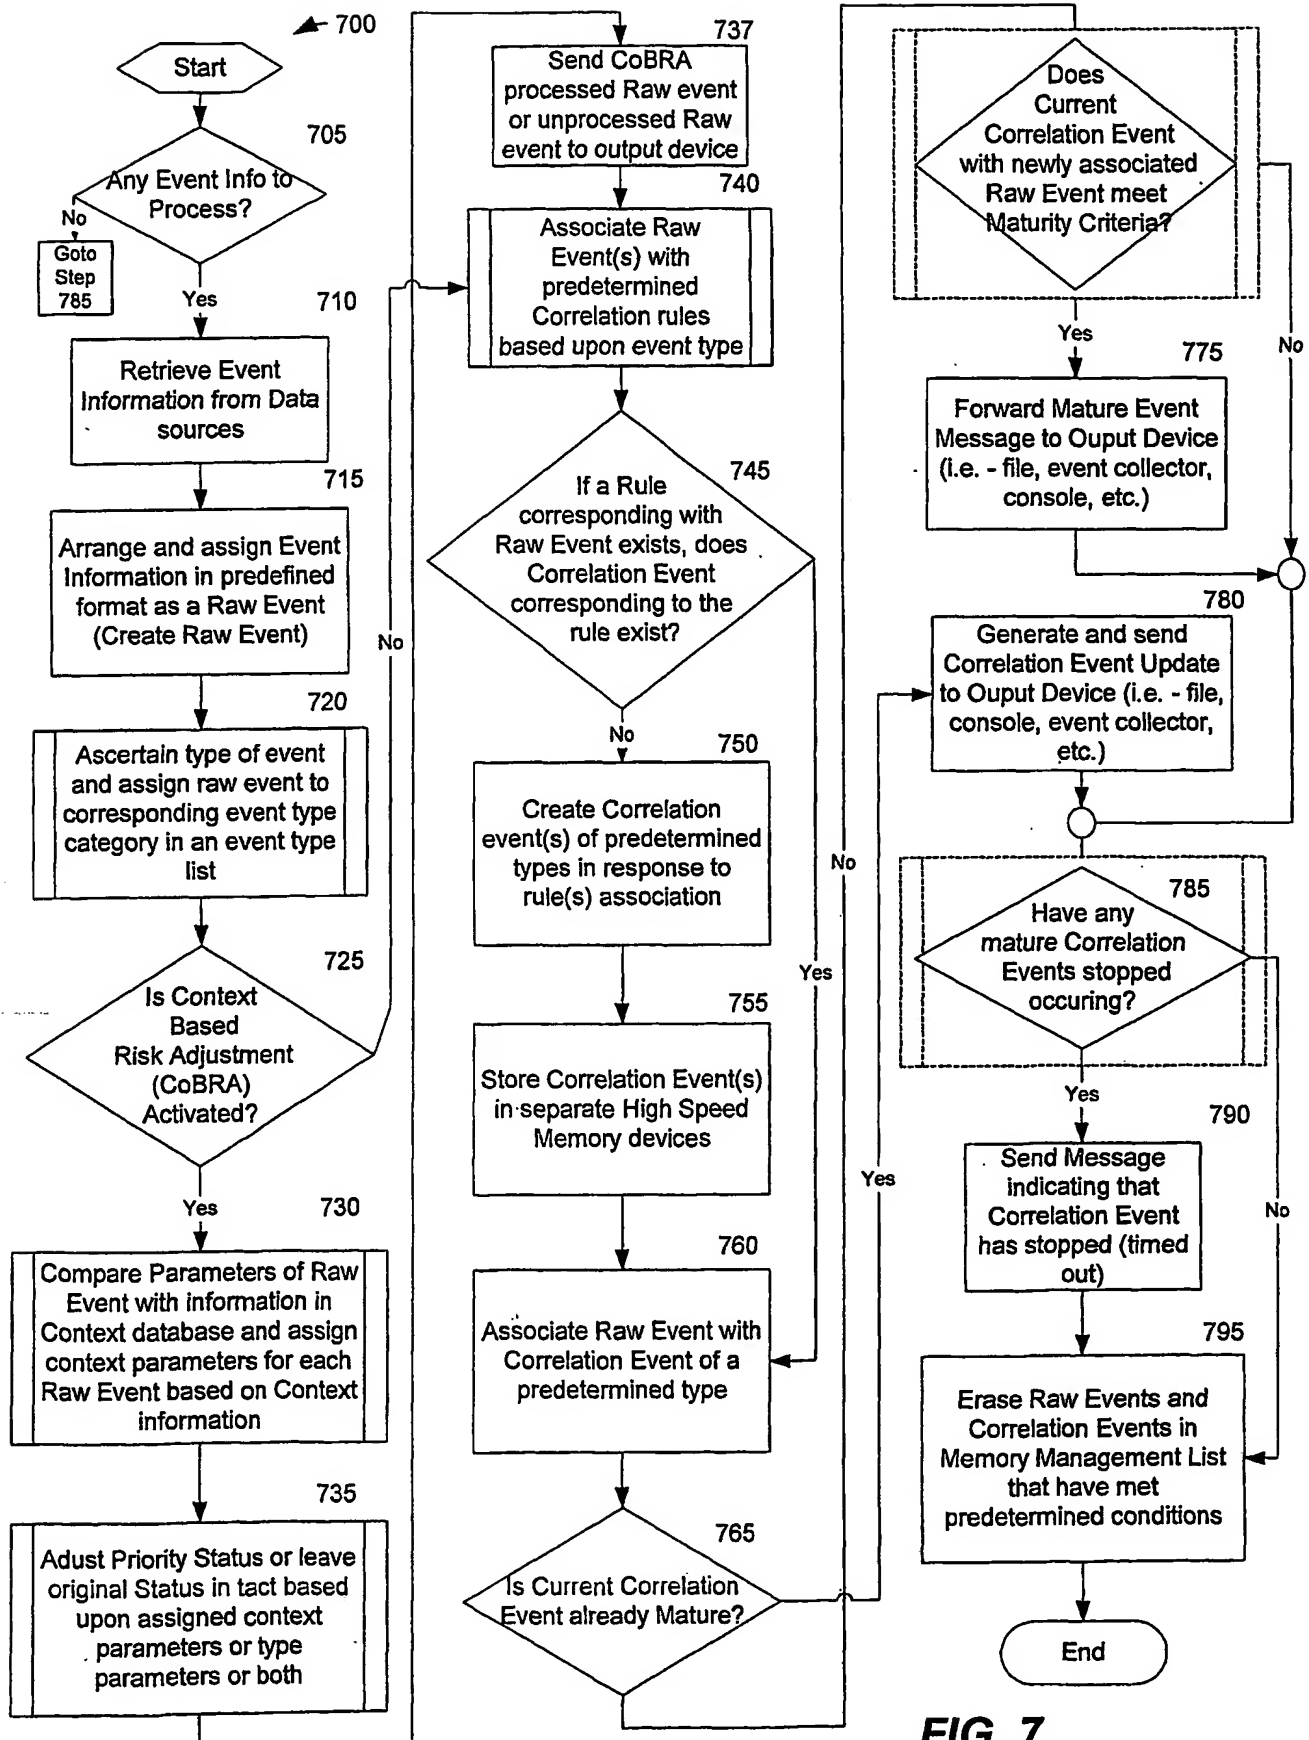 700
Start
705
Any Event Info to
Process?
No
Goto
Step
785
Yes
710
Retrieve Event
Information from Data
sources
715
Arrange and assign Event
Information in predefined
format as a Raw Event
(Create Raw Event)
720
Ascertain type of event
and assign raw event to
corresponding event type
category in an event type
list
725
Is Context
Based
Risk Adjustment
(CoBRA)
Activated?
No
Yes
730
Compare Parameters of Raw
Event with information in
Context database and assign
context parameters for each
Raw Event based on Context
information
735
Adust Priority Status or leave
original Status in tact based
upon assigned context
parameters or type
parameters or both
737
Send CoBRA
processed Raw event
or unprocessed Raw
event to output device
740
Associate Raw
Event(s) with
predetermined
Correlation rules
based upon event type
745
If a Rule
corresponding with
Raw Event exists, does
Correlation Event
corresponding to the
rule exist?
No
Yes
750
Create Correlation
event(s) of predetermined
types in response to
rule(s) association
755
Store Correlation Event(s)
in separate High Speed
Memory devices
760
Associate Raw Event with
Correlation Event of a
predetermined type
765
Is Current Correlation
Event already Mature?
No
Yes
Does
Current
Correlation Event
with newly associated
Raw Event meet
Maturity Criteria?
Yes
No
775
Forward Mature Event
Message to Ouput Device
(i.e. - file, event collector,
console, etc.)
780
Generate and send
Correlation Event Update
to Ouput Device (i.e. - file,
console, event collector,
etc.)
785
Have any
mature Correlation
Events stopped
occuring?
Yes
No
790
Send Message
indicating that
Correlation Event
has stopped (timed
out)
795
Erase Raw Events and
Correlation Events in
Memory Management List
that have met
predetermined conditions
End
FIG. 7